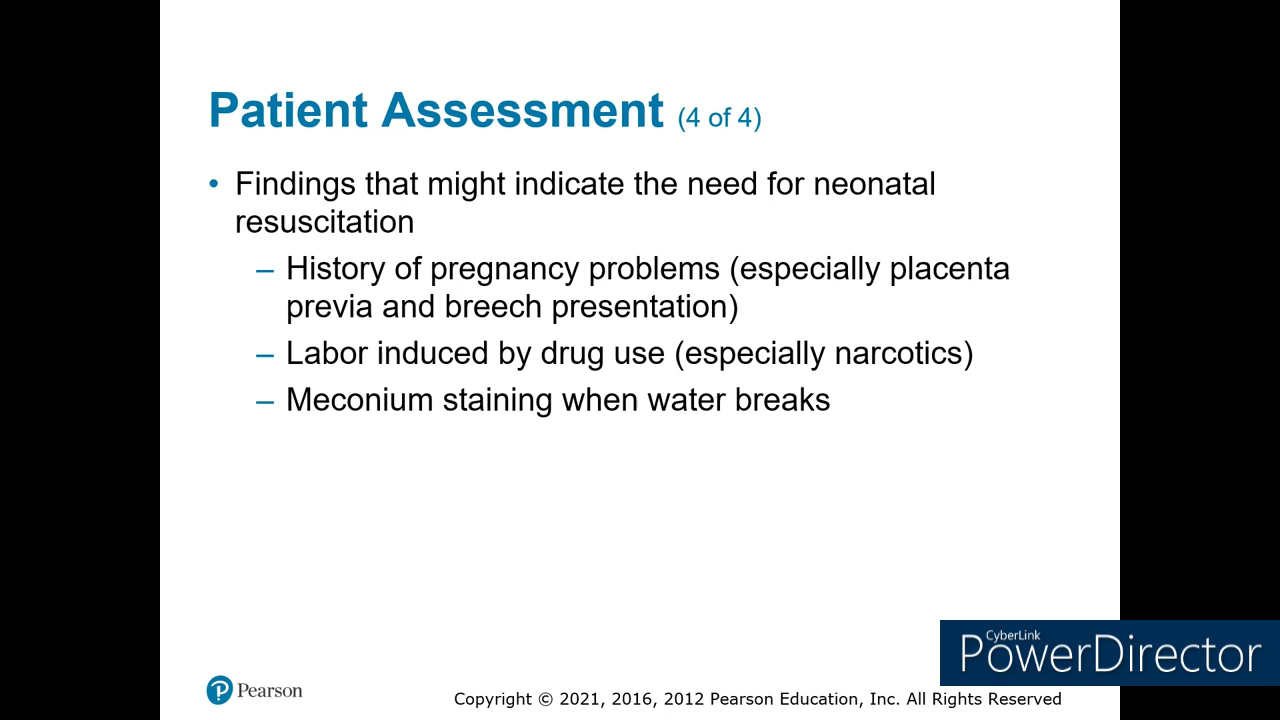 Patient Assessment (4 of 4)
• Findings that might indicate the need for neonatal
resuscitation
– History of pregnancy problems (especially placenta
previa and breech presentation)
– Labor induced by drug use (especially narcotics)
– Meconium staining when water breaks
CyberLink
PowerDirector
P Pearson
Copyright © 2021, 2016, 2012 Pearson Education, Inc. All Rights Reserved